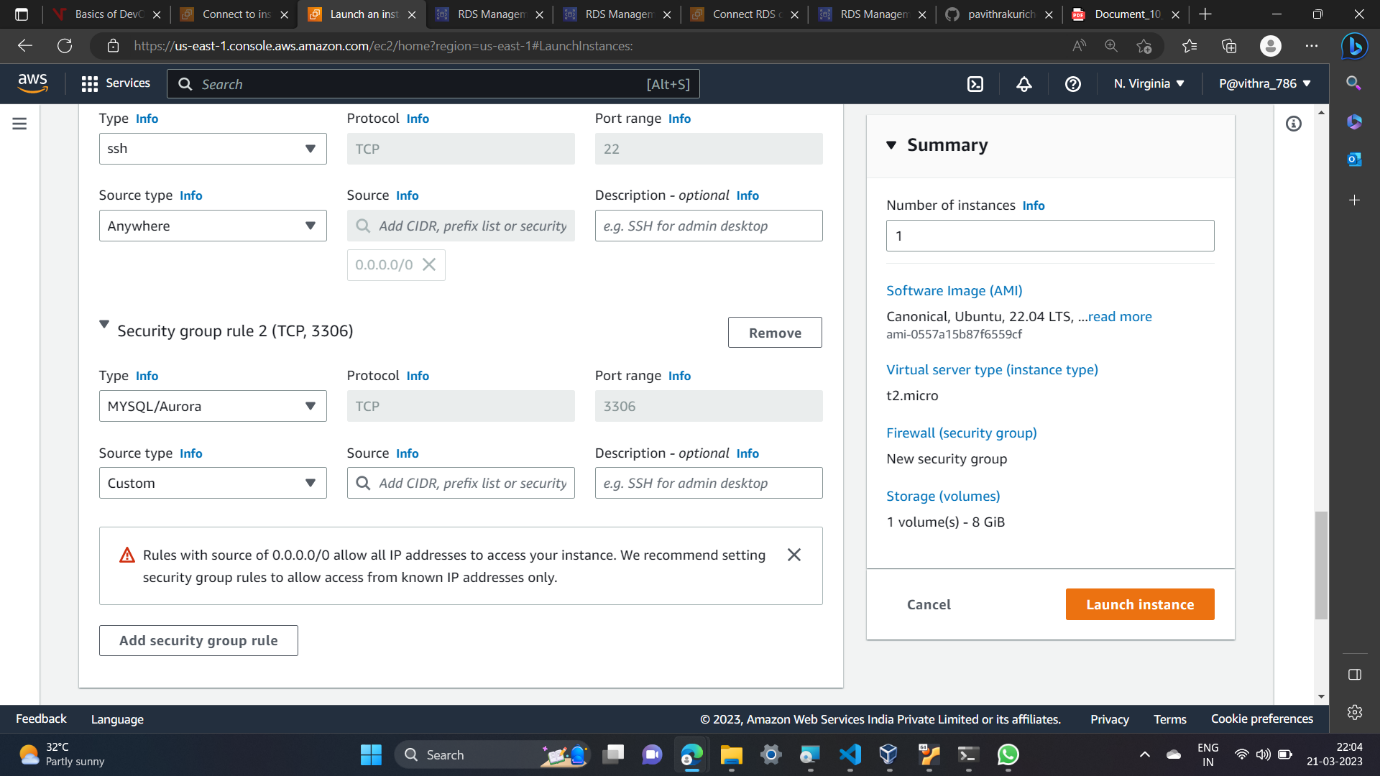 Basics of DevO
Connect to ins
Launch an inst
RDS Managem
RDS Managem
Connect RDS o
RDS Managem
pavithrakurich
Document_10
https://us-east-1.console.aws.amazon.com/ec2/home?region=us-east-1#LaunchInstances:
aws
Services
Search
[Alt+S]
N. Virginia
P@vithra_786
Type Info
Protocol Info
Port range Info
ssh
TCP
22
Source type Info
Source Info
Description - optional Info
Anywhere
Add CIDR, prefix list or security
e.g. SSH for admin desktop
0.0.0.0/0
Security group rule 2 (TCP, 3306)
Remove
Type Info
Protocol Info
Port range Info
MYSQL/Aurora
TCP
3306
Source type Info
Source Info
Description - optional Info
Custom
Add CIDR, prefix list or security
e.g. SSH for admin desktop
Rules with source of 0.0.0.0/0 allow all IP addresses to access your instance. We recommend setting
security group rules to allow access from known IP addresses only.
Add security group rule
Summary
Number of instances Info
1
Software Image (AMI)
Canonical, Ubuntu, 22.04 LTS, ...read more
ami-0557a15b87f6559cf
Virtual server type (instance type)
t2.micro
Firewall (security group)
New security group
Storage (volumes)
1 volume(s) - 8 GiB
Cancel
Launch instance
Feedback
Language
© 2023, Amazon Web Services India Private Limited or its affiliates.
Privacy
Terms
Cookie preferences
32°C
Partly sunny
Search
ENG
IN
22:04
21-03-2023